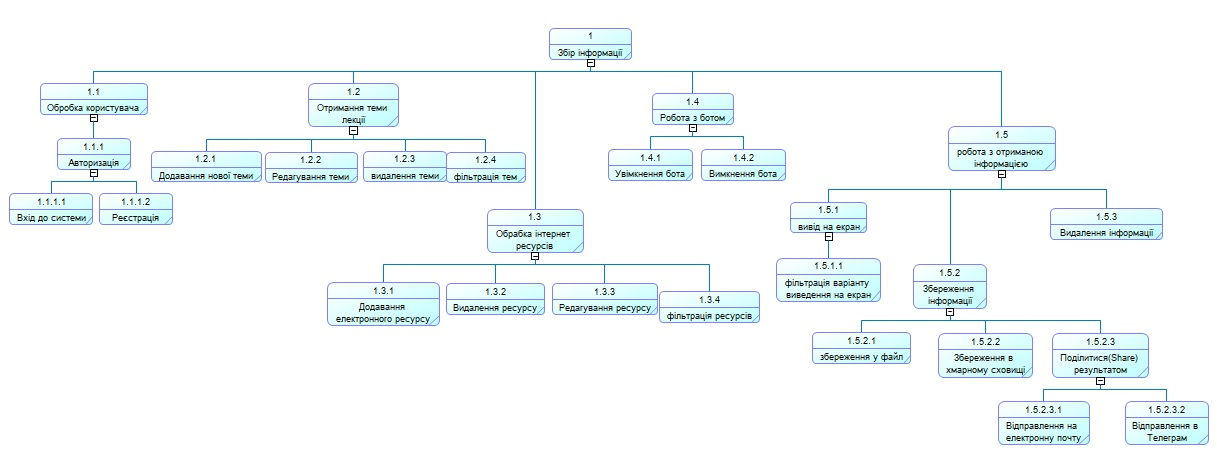 1
Збір інформації
1.1
Обробка користувача
1.1.1
Авторизація
1.1.1.1
Вхід до системи
1.1.1.2
Реєстрація
1.2
Отримання теми
лекції
1.2.1
Додавання нової теми
1.2.2
Редагування теми
1.2.3
видалення теми
1.2.4
фільтрація тем
1.3
Обрабка інтернет
ресурсів
1.3.1
Додавання
електронного ресурсу
1.3.2
Видалення ресурсу
1.3.3
Редагування ресурсу
1.3.4
фільтрація ресурсів
1.4
Робота з ботом
1.4.1
Увімкнення бота
1.4.2
Вимкнення бота
1.5
робота з отриманою
інформацією
1.5.1
вивід на екран
1.5.1.1
фільтрація варіанту
виведення на екран
1.5.2
Збереження
інформації
1.5.2.1
збереження у файл
1.5.2.2
Збереження в
хмарному сховищі
1.5.2.3
Поділитися(Share)
результатом
1.5.2.3.1
Відправлення на
електронну почту
1.5.2.3.2
Відправлення в
Телеграм
1.5.3
Видалення інформації